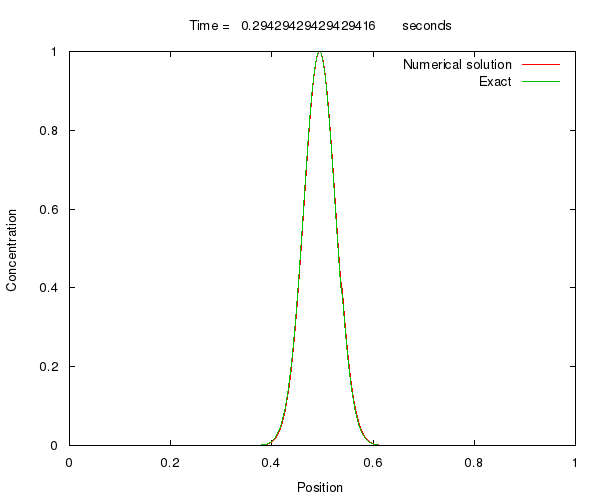 Time = 0.29429429429429416 seconds
Numerical solution
Exact
1
0.8
0.6
0.4
0.2
0
Concentration
0 0.2 0.4 0.6 0.8 1
Position